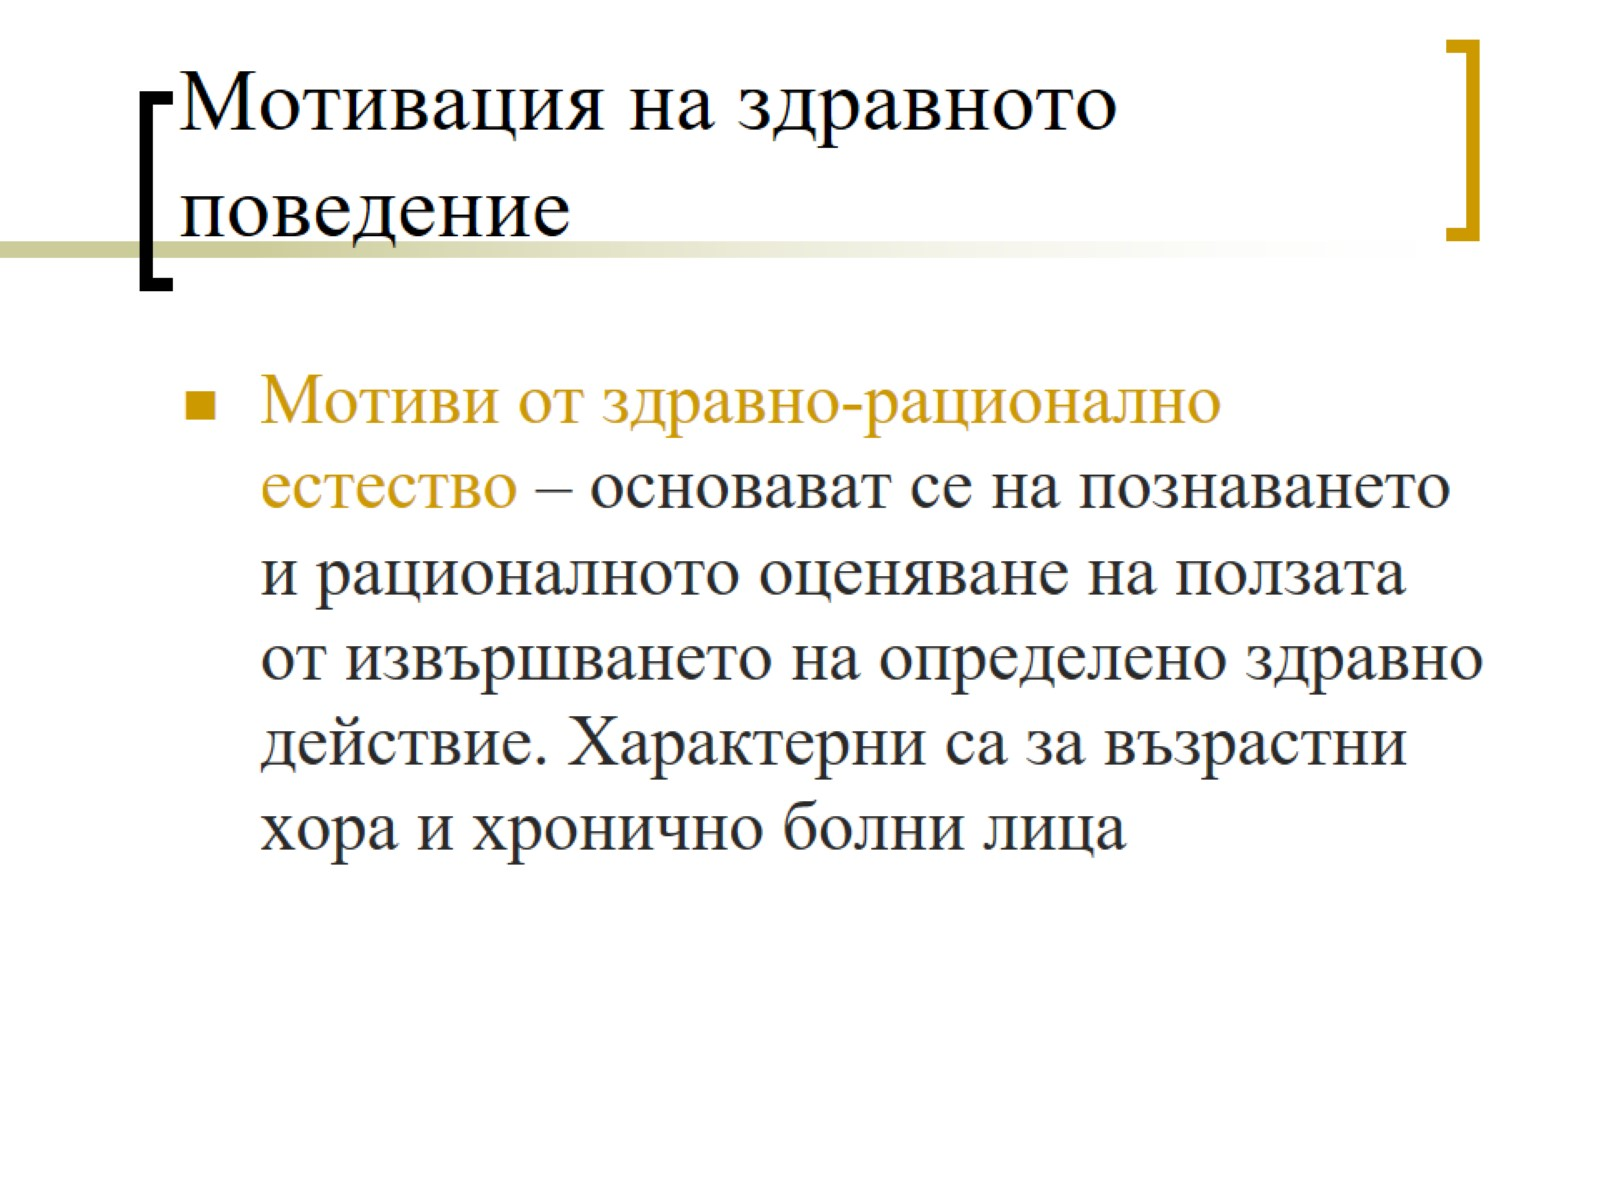 Мотивация на здравното
поведение
Мотиви от здравно-рационално
естество – основават се на познаването
и рационалното оценяване на ползата
от извършването на определено здравно
действие. Характерни са за възрастни
хора и хронично болни лица